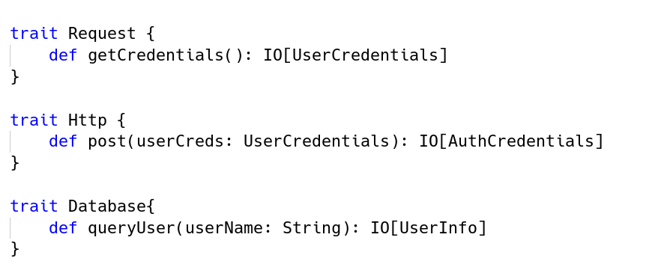 trait Request {
    def getCredentials(): IO[UserCredentials]
}
trait Http {
    def post(userCreds: UserCredentials): IO[AuthCredentials]
}
trait Database{
    def queryUser(userName: String): IO[UserInfo]
}